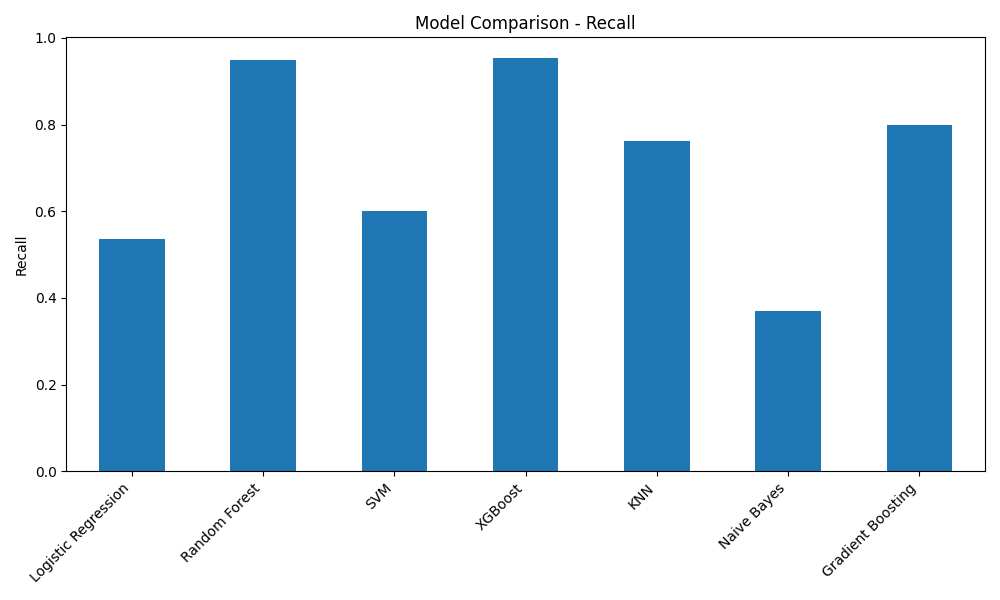 Model Comparison - Recall
1.0
0.8
0.6
0.4
0.2
0.0
Recall
Logistic Regression
Random Forest
SVM
XGBoost
KNN
Naive Bayes
Gradient Boosting